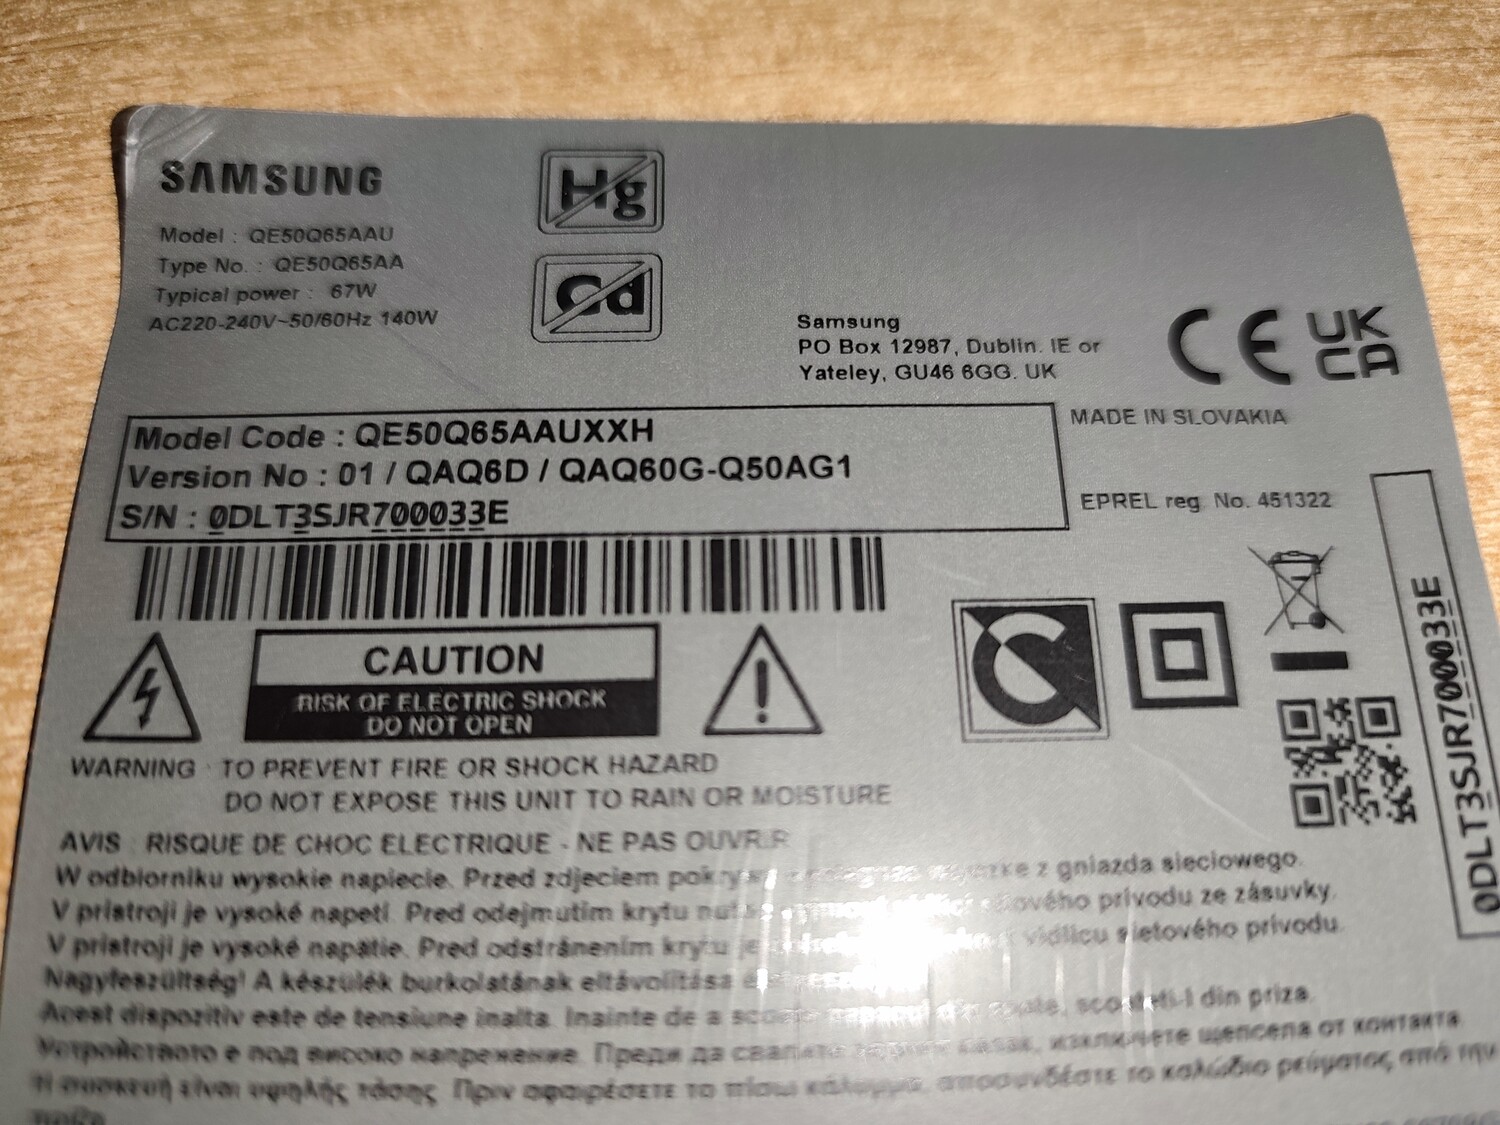 SAMSUNG
Model : QE50Q65AAU
Type No. : QE50Q65AA
Typical power : 67W
AC220-240V~50/60Hz 140W
Hg
Cd
Samsung
PO Box 12987, Dublin. IE or
Yateley, GU46 6GG. UK
CE
UK
CA
Model Code : QE50Q65AAUXXH
Version No : 01 / QAQ6D / QAQ60G-Q50AG1
S/N : 0DLT3SJR700033E
MADE IN SLOVAKIA
EPREL reg. No. 451322
0DLT3SJR700033E
CAUTION
RISK OF ELECTRIC SHOCK
DO NOT OPEN
WARNING : TO PREVENT FIRE OR SHOCK HAZARD
DO NOT EXPOSE THIS UNIT TO RAIN OR MOISTURE
AVIS : RISQUE DE CHOC ELECTRIQUE - NE PAS OUVRIR
W odbiorniku wysokie napiecie. Przed zdjeciem z gniazda sieciowego.
V pristroji je vysoké napetí. Pred odejmutím krytu prívodu ze zásuvky.
V pristroji je vysoké napätie. Pred odstránením krytu je vidlicu sietového prívodu.
Nagyfeszültség! A készülék burkolatának eltávolítása
Acest dispozitiv este de tensiune inalta. Inainte de a scoateti-l din priza.
Устройството е под високо напрежение. Преди да свалите изключете щепсела от контакта
Η συσκευή είναι υψηλής τάσης. Πριν αφαιρέσετε το πίσω κάλυμμα, αποσυνδέστε το καλώδιο ρεύματος από την